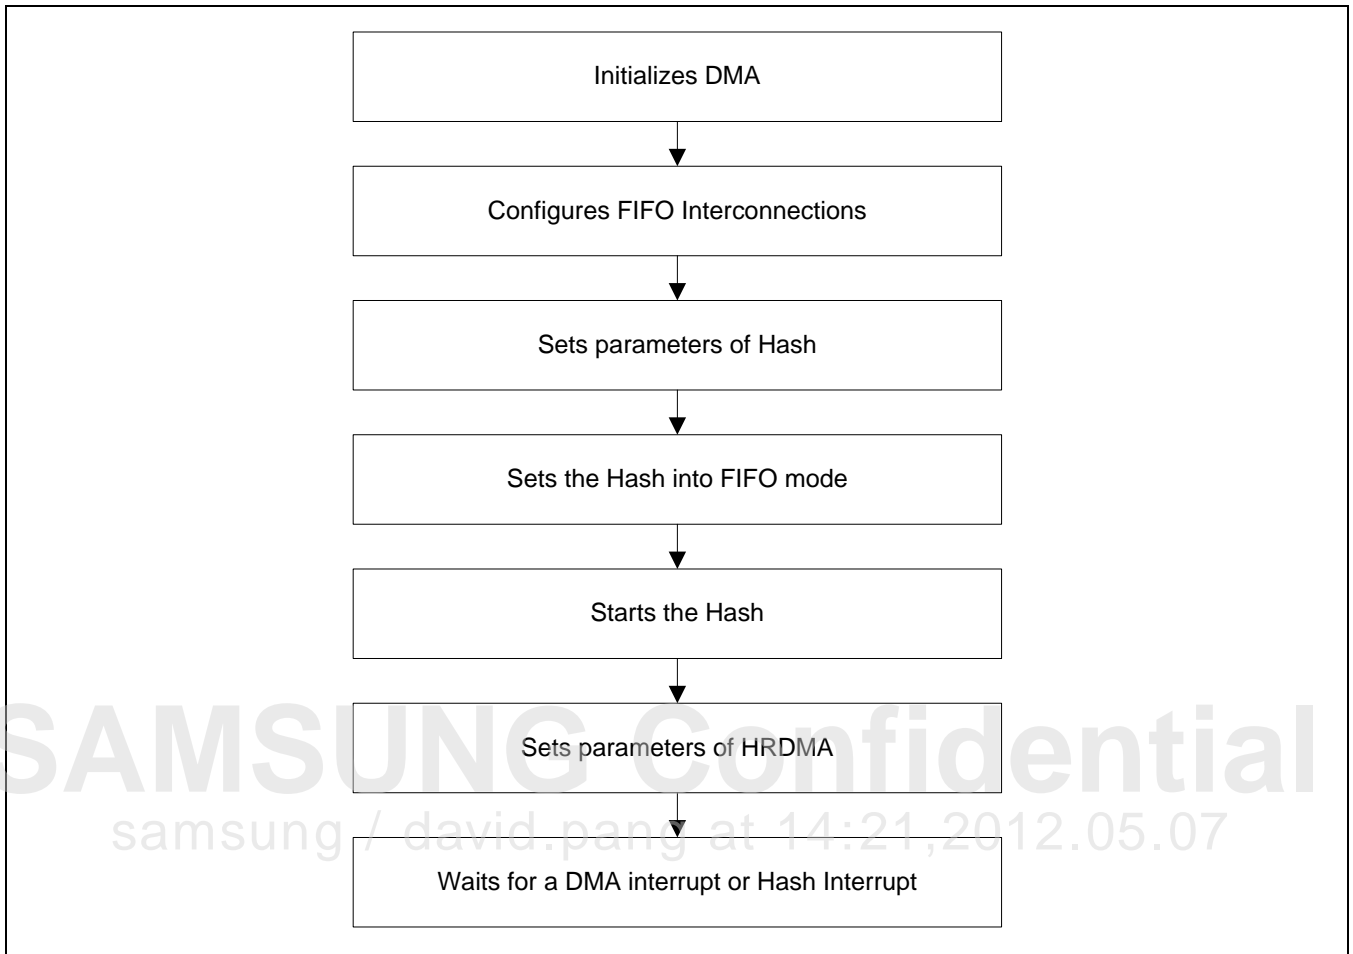 Initializes DMA
Configures FIFO Interconnections
Sets parameters of Hash
Sets the Hash into FIFO mode
Starts the Hash
Sets parameters of HRDMA
SAMSUNG Confidential
samsung / david.pang at 14:21,2012.05.07
Waits for a DMA interrupt or Hash Interrupt